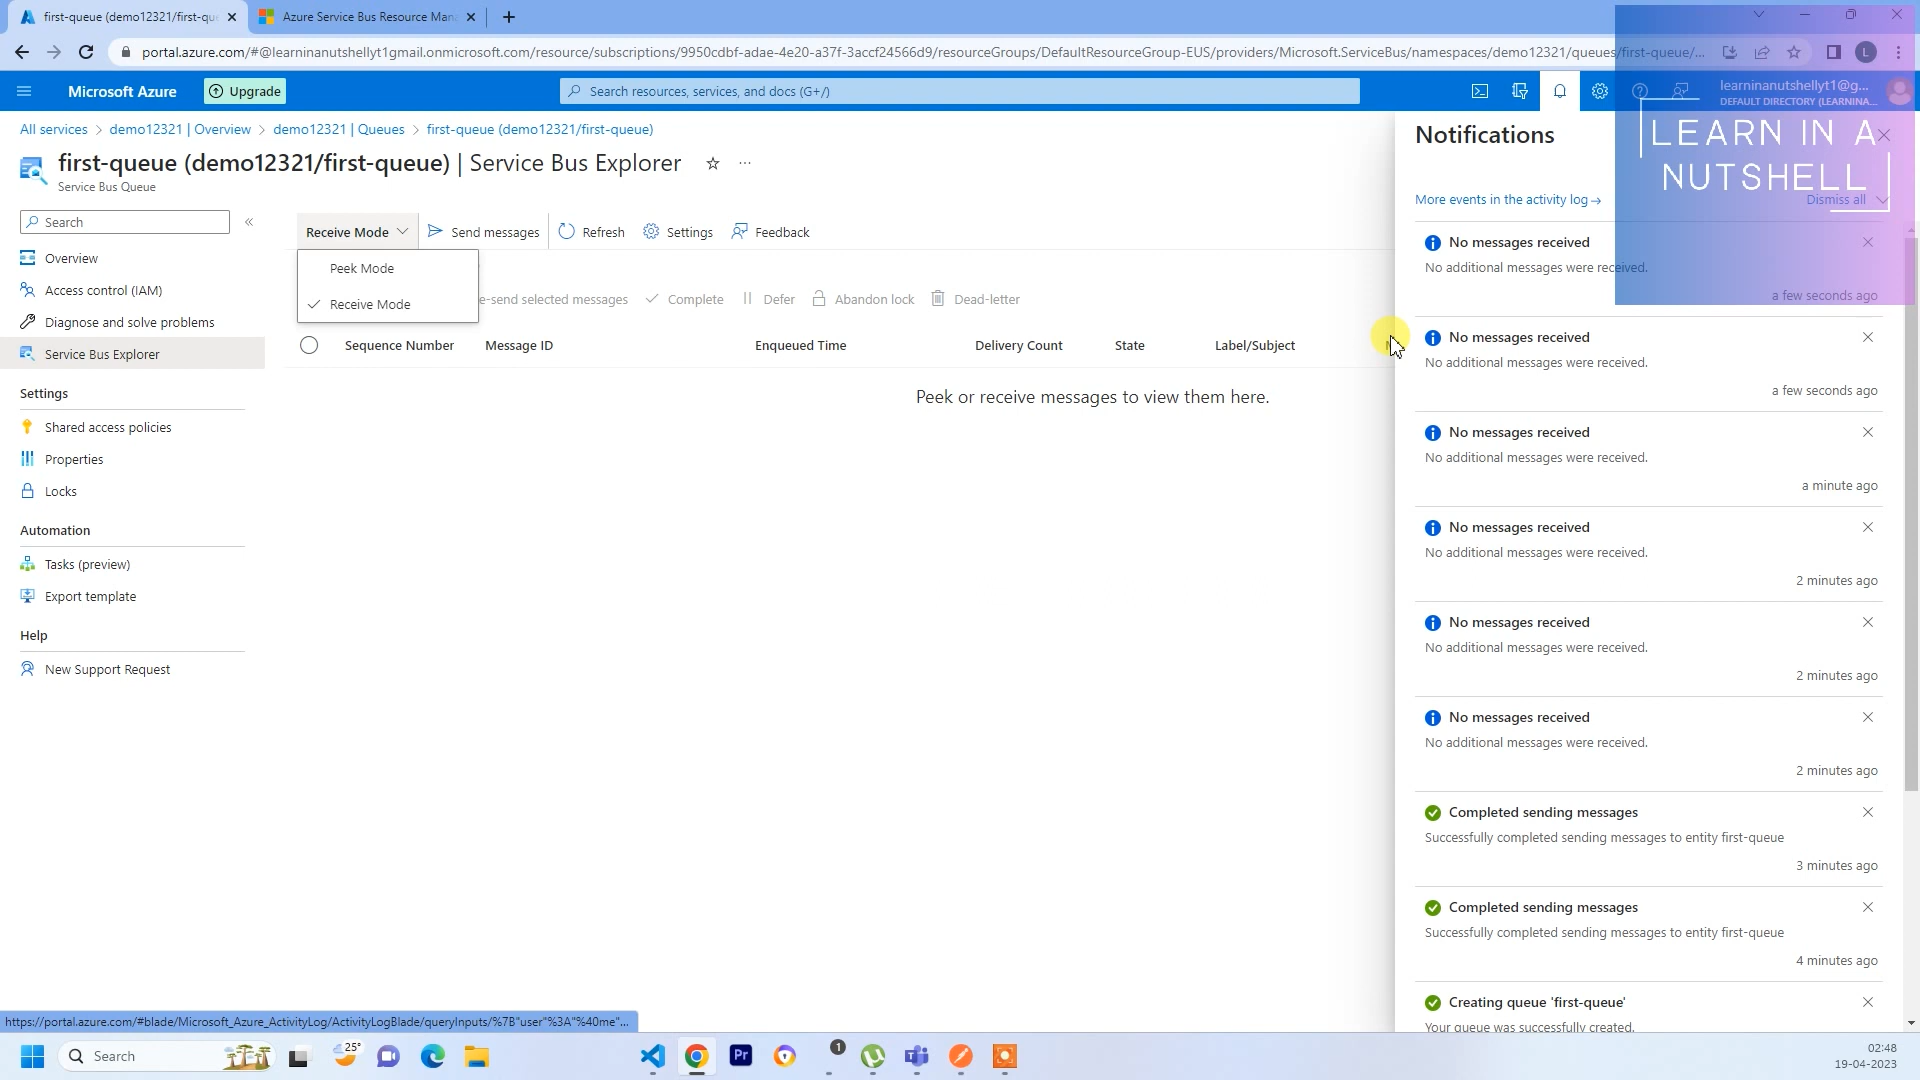 first-queue (demo12321/first-que
Azure Service Bus Resource Mana
portal.azure.com/#@learninanutshellyt1gmail.onmicrosoft.com/resource/subscriptions/9950cdbf-adae-4e20-a37f-3accf24566d9/resourceGroups/DefaultResourceGroup-EUS/providers/Microsoft.ServiceBus/namespaces/demo12321/queues/first-queue/...
L
Microsoft Azure
Upgrade
Search resources, services, and docs (G+/)
learninanutshellyt1@g...
DEFAULT DIRECTORY (LEARNINA...
All services > demo12321 | Overview > demo12321 | Queues > first-queue (demo12321/first-queue)
first-queue (demo12321/first-queue) | Service Bus Explorer
Service Bus Queue
Search
Overview
Access control (IAM)
Diagnose and solve problems
Service Bus Explorer
Settings
Shared access policies
Properties
Locks
Automation
Tasks (preview)
Export template
Help
New Support Request
Receive Mode
Send messages
Refresh
Settings
Feedback
Peek Mode
Receive Mode
e-send selected messages
Complete
Defer
Abandon lock
Dead-letter
Sequence Number
Message ID
Enqueued Time
Delivery Count
State
Label/Subject
Peek or receive messages to view them here.
Notifications
LEARN IN A
NUTSHELL
More events in the activity log →
Dismiss all
No messages received
No additional messages were received.
a few seconds ago
No messages received
No additional messages were received.
a few seconds ago
No messages received
No additional messages were received.
a minute ago
No messages received
No additional messages were received.
2 minutes ago
No messages received
No additional messages were received.
2 minutes ago
No messages received
No additional messages were received.
2 minutes ago
Completed sending messages
Successfully completed sending messages to entity first-queue
3 minutes ago
Completed sending messages
Successfully completed sending messages to entity first-queue
4 minutes ago
Creating queue 'first-queue'
Your queue was successfully created.
https://portal.azure.com/#blade/Microsoft_Azure_ActivityLog/ActivityLogBlade/queryInputs/%7B"user"%3A"%40me"...
Search
25°
Pr
1
02:48
19-04-2023